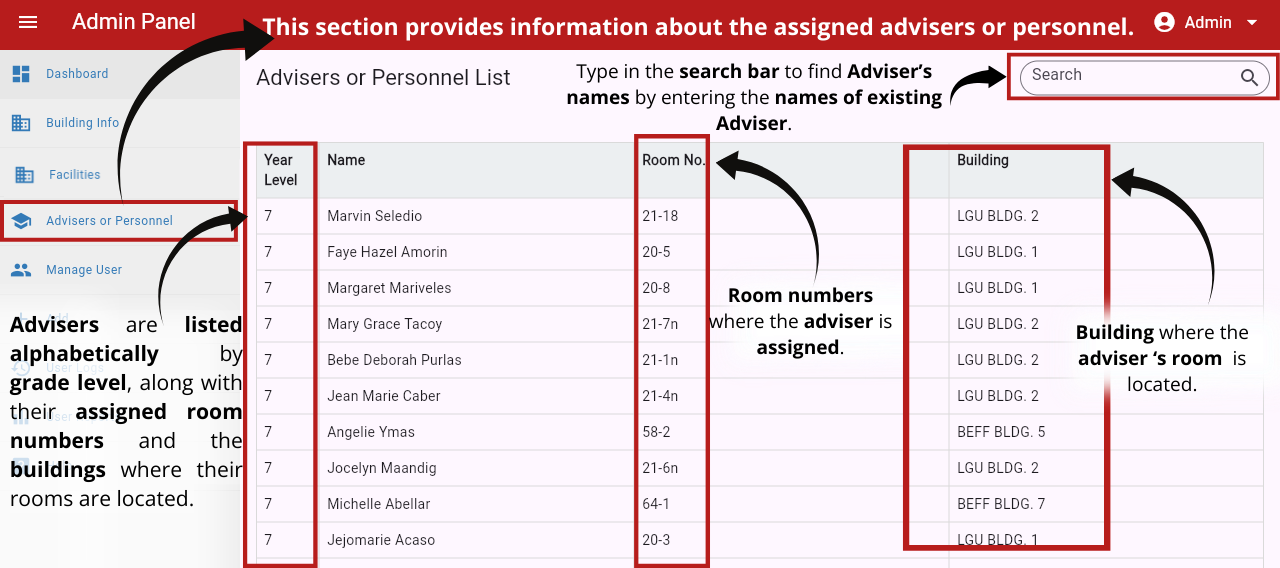 Admin Panel
This section provides information about the assigned advisers or personnel.
Admin
Dashboard
Building Info
Facilities
Advisers or Personnel
Manage User
Add
User Logs
Advisers are listed
alphabetically by
grade level, along with
their assigned room
numbers and the
buildings where their
rooms are located.
Advisers or Personnel List
Type in the search bar to find Adviser’s
names by entering the names of existing
Adviser.
Search
Year Level Name Room No. Building
7 Marvin Seledio 21-18 LGU BLDG. 2
7 Faye Hazel Amorin 20-5 LGU BLDG. 1
7 Margaret Mariveles 20-8 LGU BLDG. 1
7 Mary Grace Tacoy 21-7n LGU BLDG. 2
7 Bebe Deborah Purlas 21-1n LGU BLDG. 2
7 Jean Marie Caber 21-4n LGU BLDG. 2
7 Angelie Ymas 58-2 BEFF BLDG. 5
7 Jocelyn Maandig 21-6n LGU BLDG. 2
7 Michelle Abellar 64-1 BEFF BLDG. 7
7 Jejomarie Acaso 20-3 LGU BLDG. 1
Room numbers
where the adviser is
assigned.
Building where the
adviser ‘s room is
located.